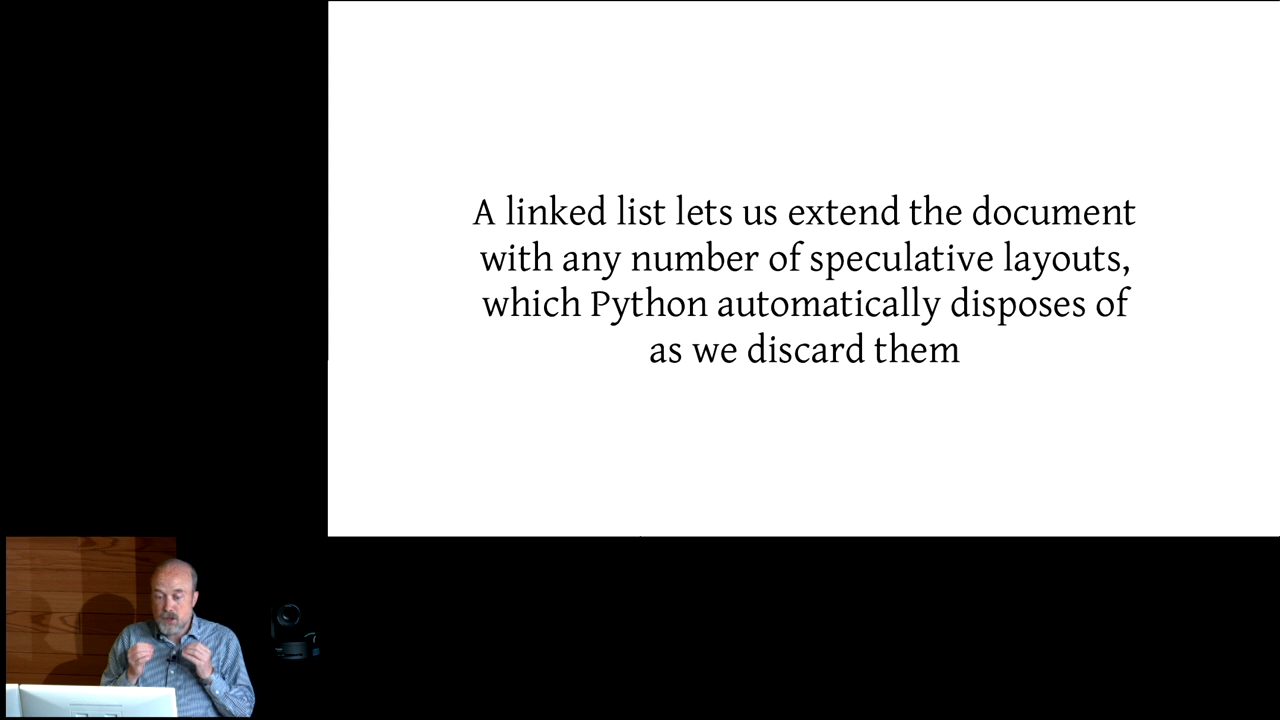 A linked list lets us extend the document
with any number of speculative layouts,
which Python automatically disposes of
as we discard them